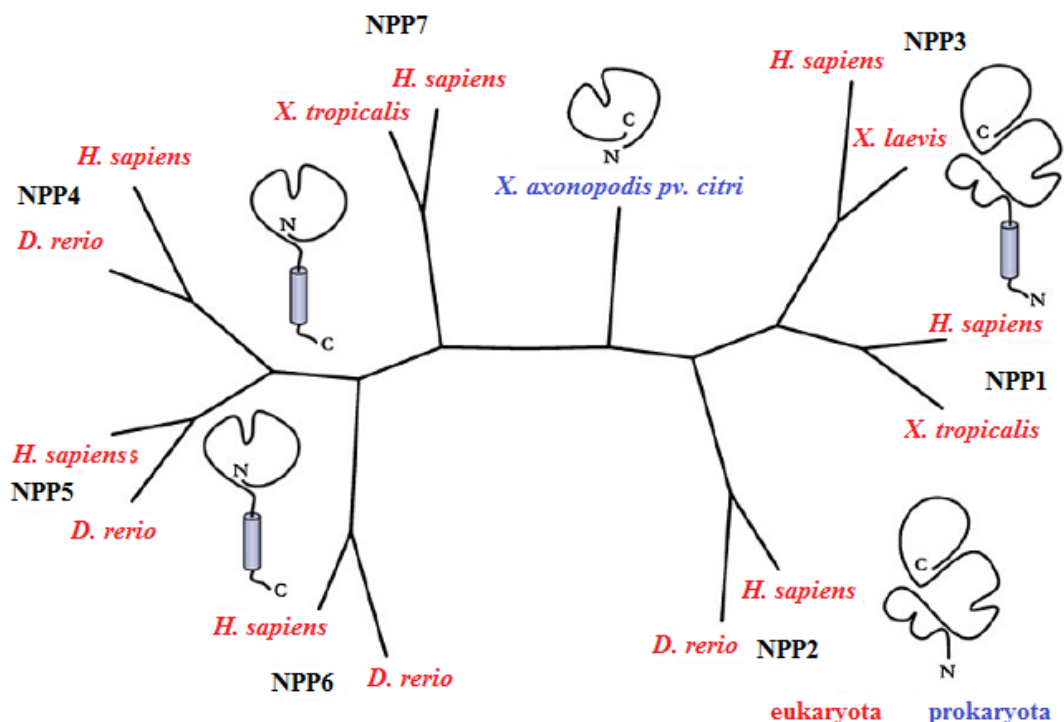 NPP7
NPP3
H. sapiens
H. sapiens
X. tropicalis
C
N
X. laevis
C
H. sapiens
X. axonopodis pv. citri
NPP4
N
D. rerio
N
C
H. sapiens
NPP1
X. tropicalis
H. sapiens$
N
NPP5
D. rerio
C
C
H. sapiens
H. sapiens
D. rerio
NPP2
N
NPP6
D. rerio
eukaryota prokaryota